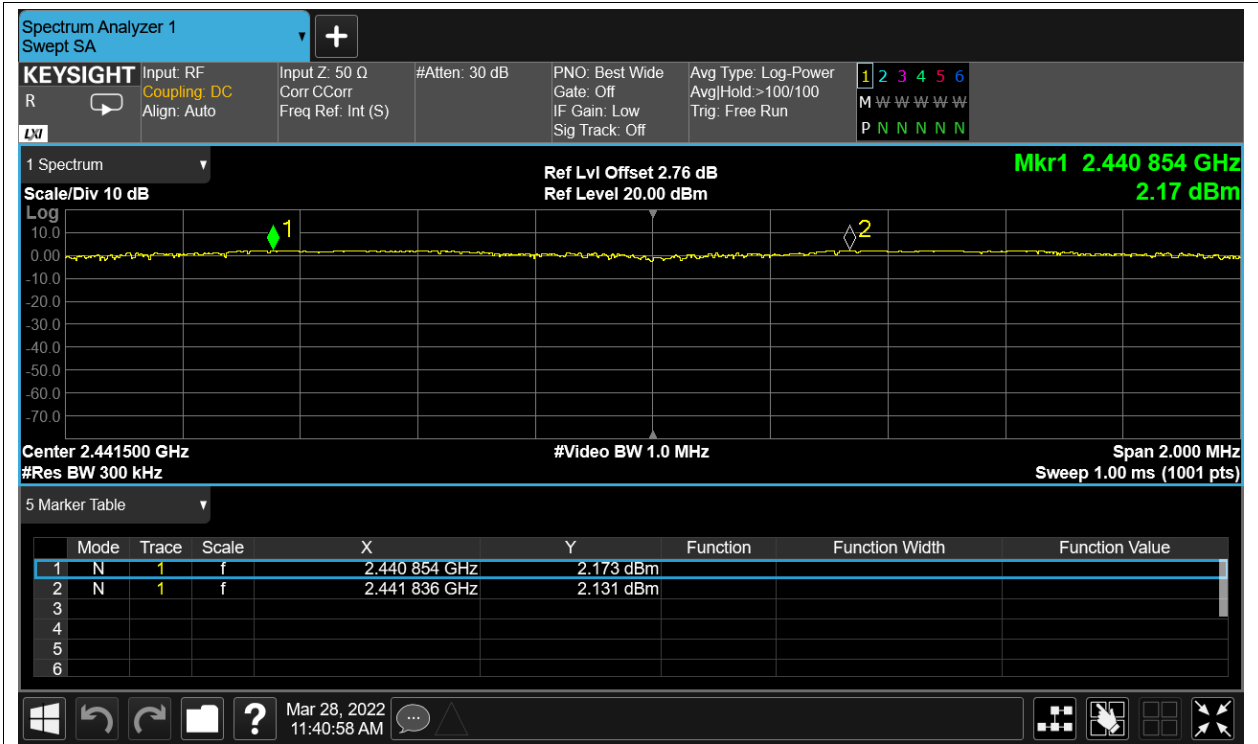 Spectrum Analyzer 1
Swept SA
+
KEYSIGHT Input: RF Input Z: 50 Ω #Atten: 30 dB PNO: Best Wide Avg Type: Log-Power 1 2 3 4 5 6
R Coupling: DC Corr CCorr Gate: Off Avg|Hold:>100/100 M W W W W W
Align: Auto Freq Ref: Int (S) IF Gain: Low Trig: Free Run
LXI Sig Track: Off P N N N N N
1 Spectrum Ref Lvl Offset 2.76 dB Mkr1 2.440 854 GHz
Scale/Div 10 dB Ref Level 20.00 dBm 2.17 dBm
Log
1 2
10.0
0.00
-10.0
-20.0
-30.0
-40.0
-50.0
-60.0
-70.0
Center 2.441500 GHz #Video BW 1.0 MHz Span 2.000 MHz
#Res BW 300 kHz Sweep 1.00 ms (1001 pts)
5 Marker Table
Mode Trace Scale X Y Function Function Width Function Value
1 N 1 f 2.440 854 GHz 2.173 dBm
2 N 1 f 2.441 836 GHz 2.131 dBm
3
4
5
6
? Mar 28, 2022
11:40:58 AM